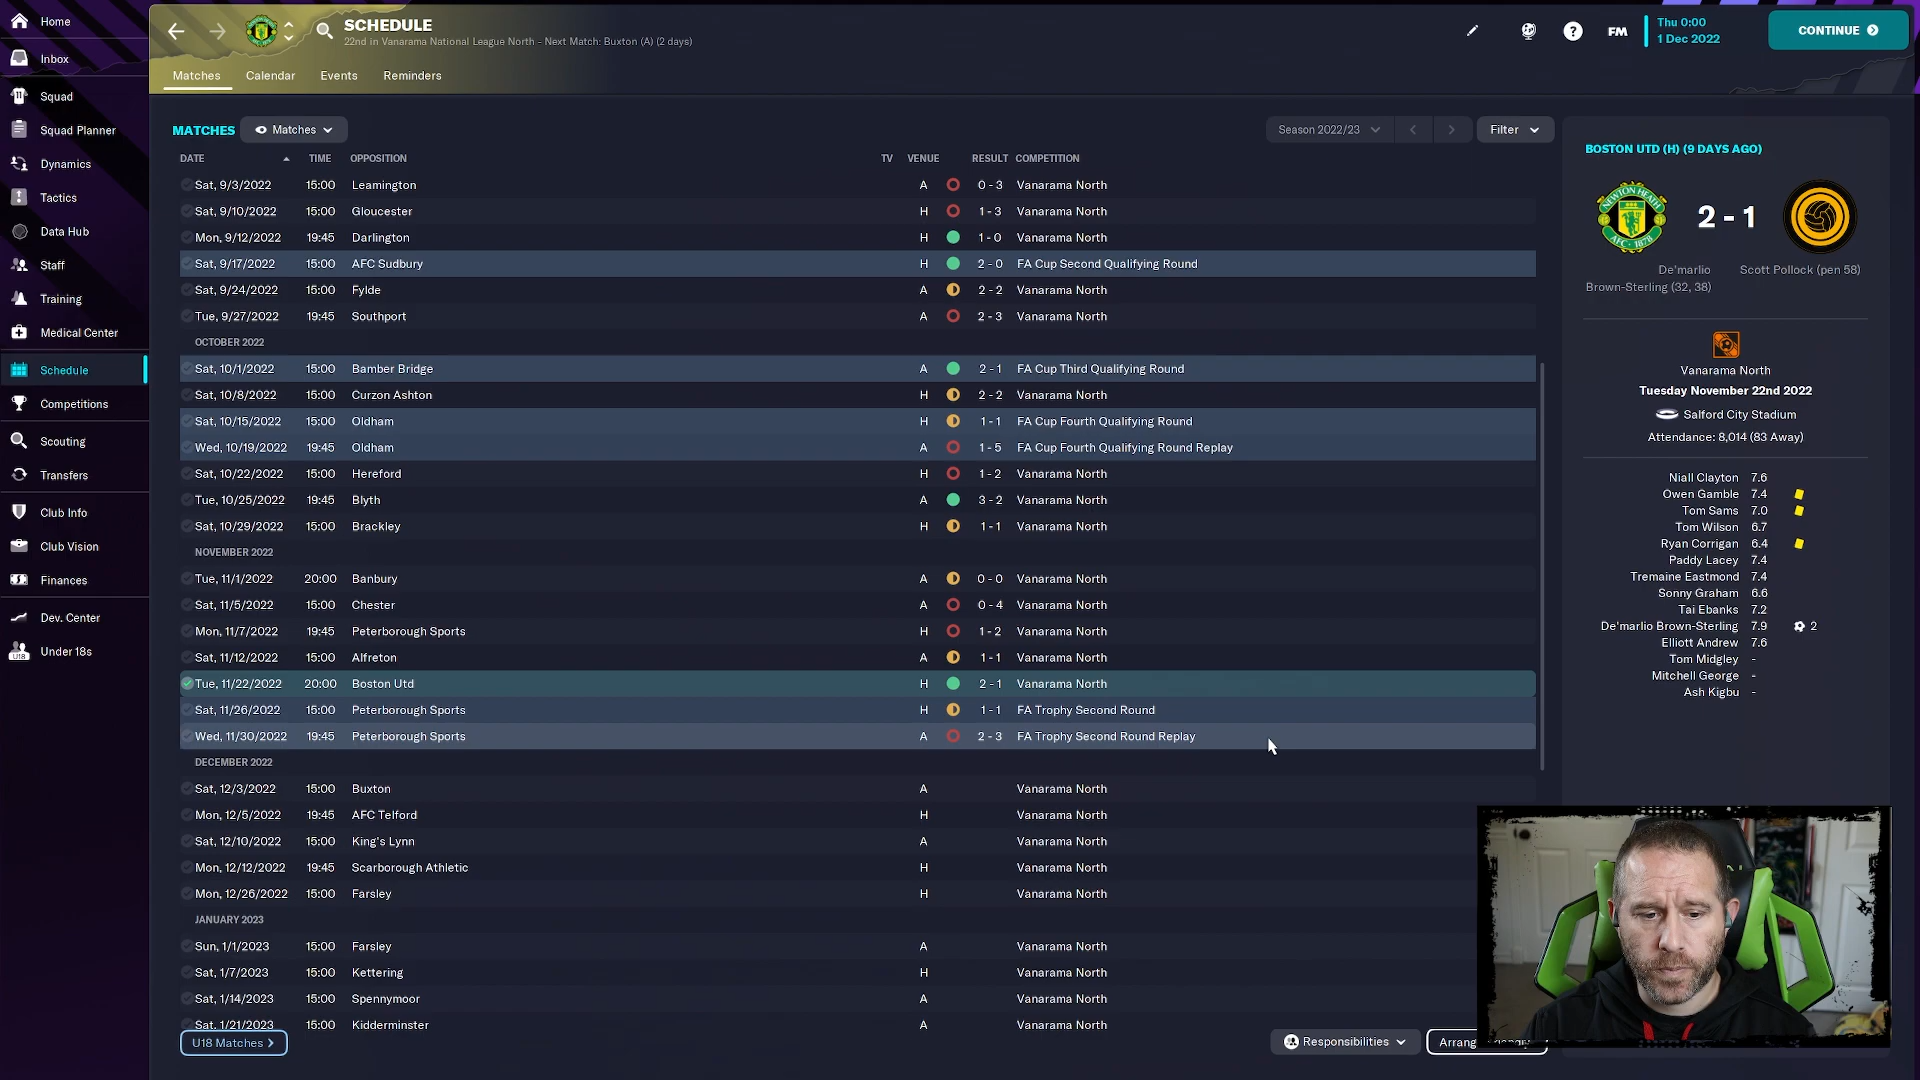 Home
Inbox
Squad
Squad Planner
Dynamics
Tactics
Data Hub
Staff
Training
Medical Center
Schedule
Competitions
Scouting
Transfers
Club Info
Club Vision
Finances
Dev. Center
U18 Under 18s
SCHEDULE
22nd in Vanarama National League North - Next Match: Buxton (A) (2 days)
FM
Thu 0:00
1 Dec 2022
CONTINUE
Matches Calendar Events Reminders
MATCHES Matches Season 2022/23 Filter
DATE TIME OPPOSITION TV VENUE RESULT COMPETITION
Sat, 9/3/2022 15:00 Leamington A 0 - 3 Vanarama North
Sat, 9/10/2022 15:00 Gloucester H 1 - 3 Vanarama North
Mon, 9/12/2022 19:45 Darlington H 1 - 0 Vanarama North
Sat, 9/17/2022 15:00 AFC Sudbury H 2 - 0 FA Cup Second Qualifying Round
Sat, 9/24/2022 15:00 Fylde A 2 - 2 Vanarama North
Tue, 9/27/2022 19:45 Southport A 2 - 3 Vanarama North
OCTOBER 2022
Sat, 10/1/2022 15:00 Bamber Bridge A 2 - 1 FA Cup Third Qualifying Round
Sat, 10/8/2022 15:00 Curzon Ashton H 2 - 2 Vanarama North
Sat, 10/15/2022 15:00 Oldham H 1 - 1 FA Cup Fourth Qualifying Round
Wed, 10/19/2022 19:45 Oldham A 1 - 5 FA Cup Fourth Qualifying Round Replay
Sat, 10/22/2022 15:00 Hereford H 1 - 2 Vanarama North
Tue, 10/25/2022 19:45 Blyth A 3 - 2 Vanarama North
Sat, 10/29/2022 15:00 Brackley H 1 - 1 Vanarama North
NOVEMBER 2022
Tue, 11/1/2022 20:00 Banbury A 0 - 0 Vanarama North
Sat, 11/5/2022 15:00 Chester A 0 - 4 Vanarama North
Mon, 11/7/2022 19:45 Peterborough Sports H 1 - 2 Vanarama North
Sat, 11/12/2022 15:00 Alfreton A 1 - 1 Vanarama North
Tue, 11/22/2022 20:00 Boston Utd H 2 - 1 Vanarama North
Sat, 11/26/2022 15:00 Peterborough Sports H 1 - 1 FA Trophy Second Round
Wed, 11/30/2022 19:45 Peterborough Sports A 2 - 3 FA Trophy Second Round Replay
DECEMBER 2022
Sat, 12/3/2022 15:00 Buxton A Vanarama North
Mon, 12/5/2022 19:45 AFC Telford H Vanarama North
Sat, 12/10/2022 15:00 King's Lynn A Vanarama North
Mon, 12/12/2022 19:45 Scarborough Athletic H Vanarama North
Mon, 12/26/2022 15:00 Farsley H Vanarama North
JANUARY 2023
Sun, 1/1/2023 15:00 Farsley A Vanarama North
Sat, 1/7/2023 15:00 Kettering H Vanarama North
Sat, 1/14/2023 15:00 Spennymoor A Vanarama North
Sat, 1/21/2023 15:00 Kidderminster A Vanarama North
U18 Matches Responsibilities
BOSTON UTD (H) (9 DAYS AGO)
NEWTON HEATH
AFC · 1878
2 - 1
De'marlio Brown-Sterling (32, 38)
Scott Pollock (pen 58)
Vanarama North
Tuesday November 22nd 2022
Salford City Stadium
Attendance: 8,014 (83 Away)
Niall Clayton 7.6
Owen Gamble 7.4
Tom Sams 7.0
Tom Wilson 6.7
Ryan Corrigan 6.4
Paddy Lacey 7.4
Tremaine Eastmond 7.4
Sonny Graham 6.6
Tai Ebanks 7.2
De'marlio Brown-Sterling 7.9 2
Elliott Andrew 7.6
Tom Midgley -
Mitchell George -
Ash Kigbu -